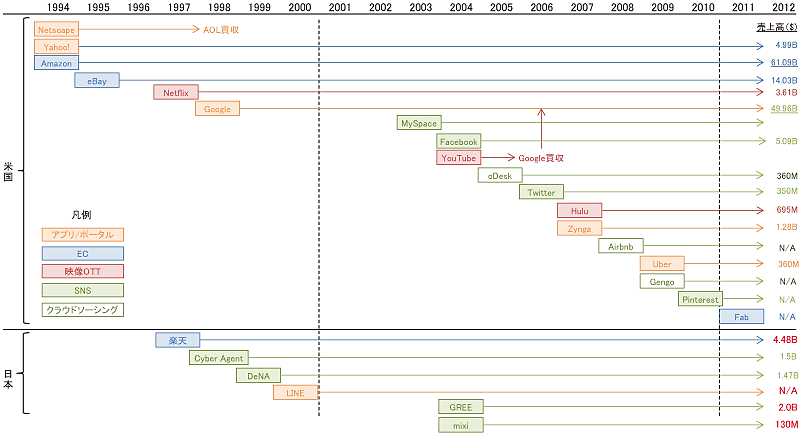 1994 1995 1996 1997 1998 1999 2000 2001 2002 2003 2004 2005 2006 2007 2008 2009 2010 2011 2012
売上高($)
Netscape AOL買収
Yahoo! 4.99B
Amazon 61.09B
eBay 14.03B
Netflix 3.61B
Google 49.96B
MySpace
Facebook 5.09B
YouTube Google買収
oDesk 360M
Twitter 350M
Hulu 695M
Zynga 1.28B
Airbnb N/A
Uber 360M
Gengo N/A
Pinterest N/A
Fab N/A
米国
凡例
アプリ/ポータル
EC
映像OTT
SNS
クラウドソーシング
日本
楽天 4.48B
Cyber Agent 1.5B
DeNA 1.47B
LINE N/A
GREE 2.0B
mixi 130M